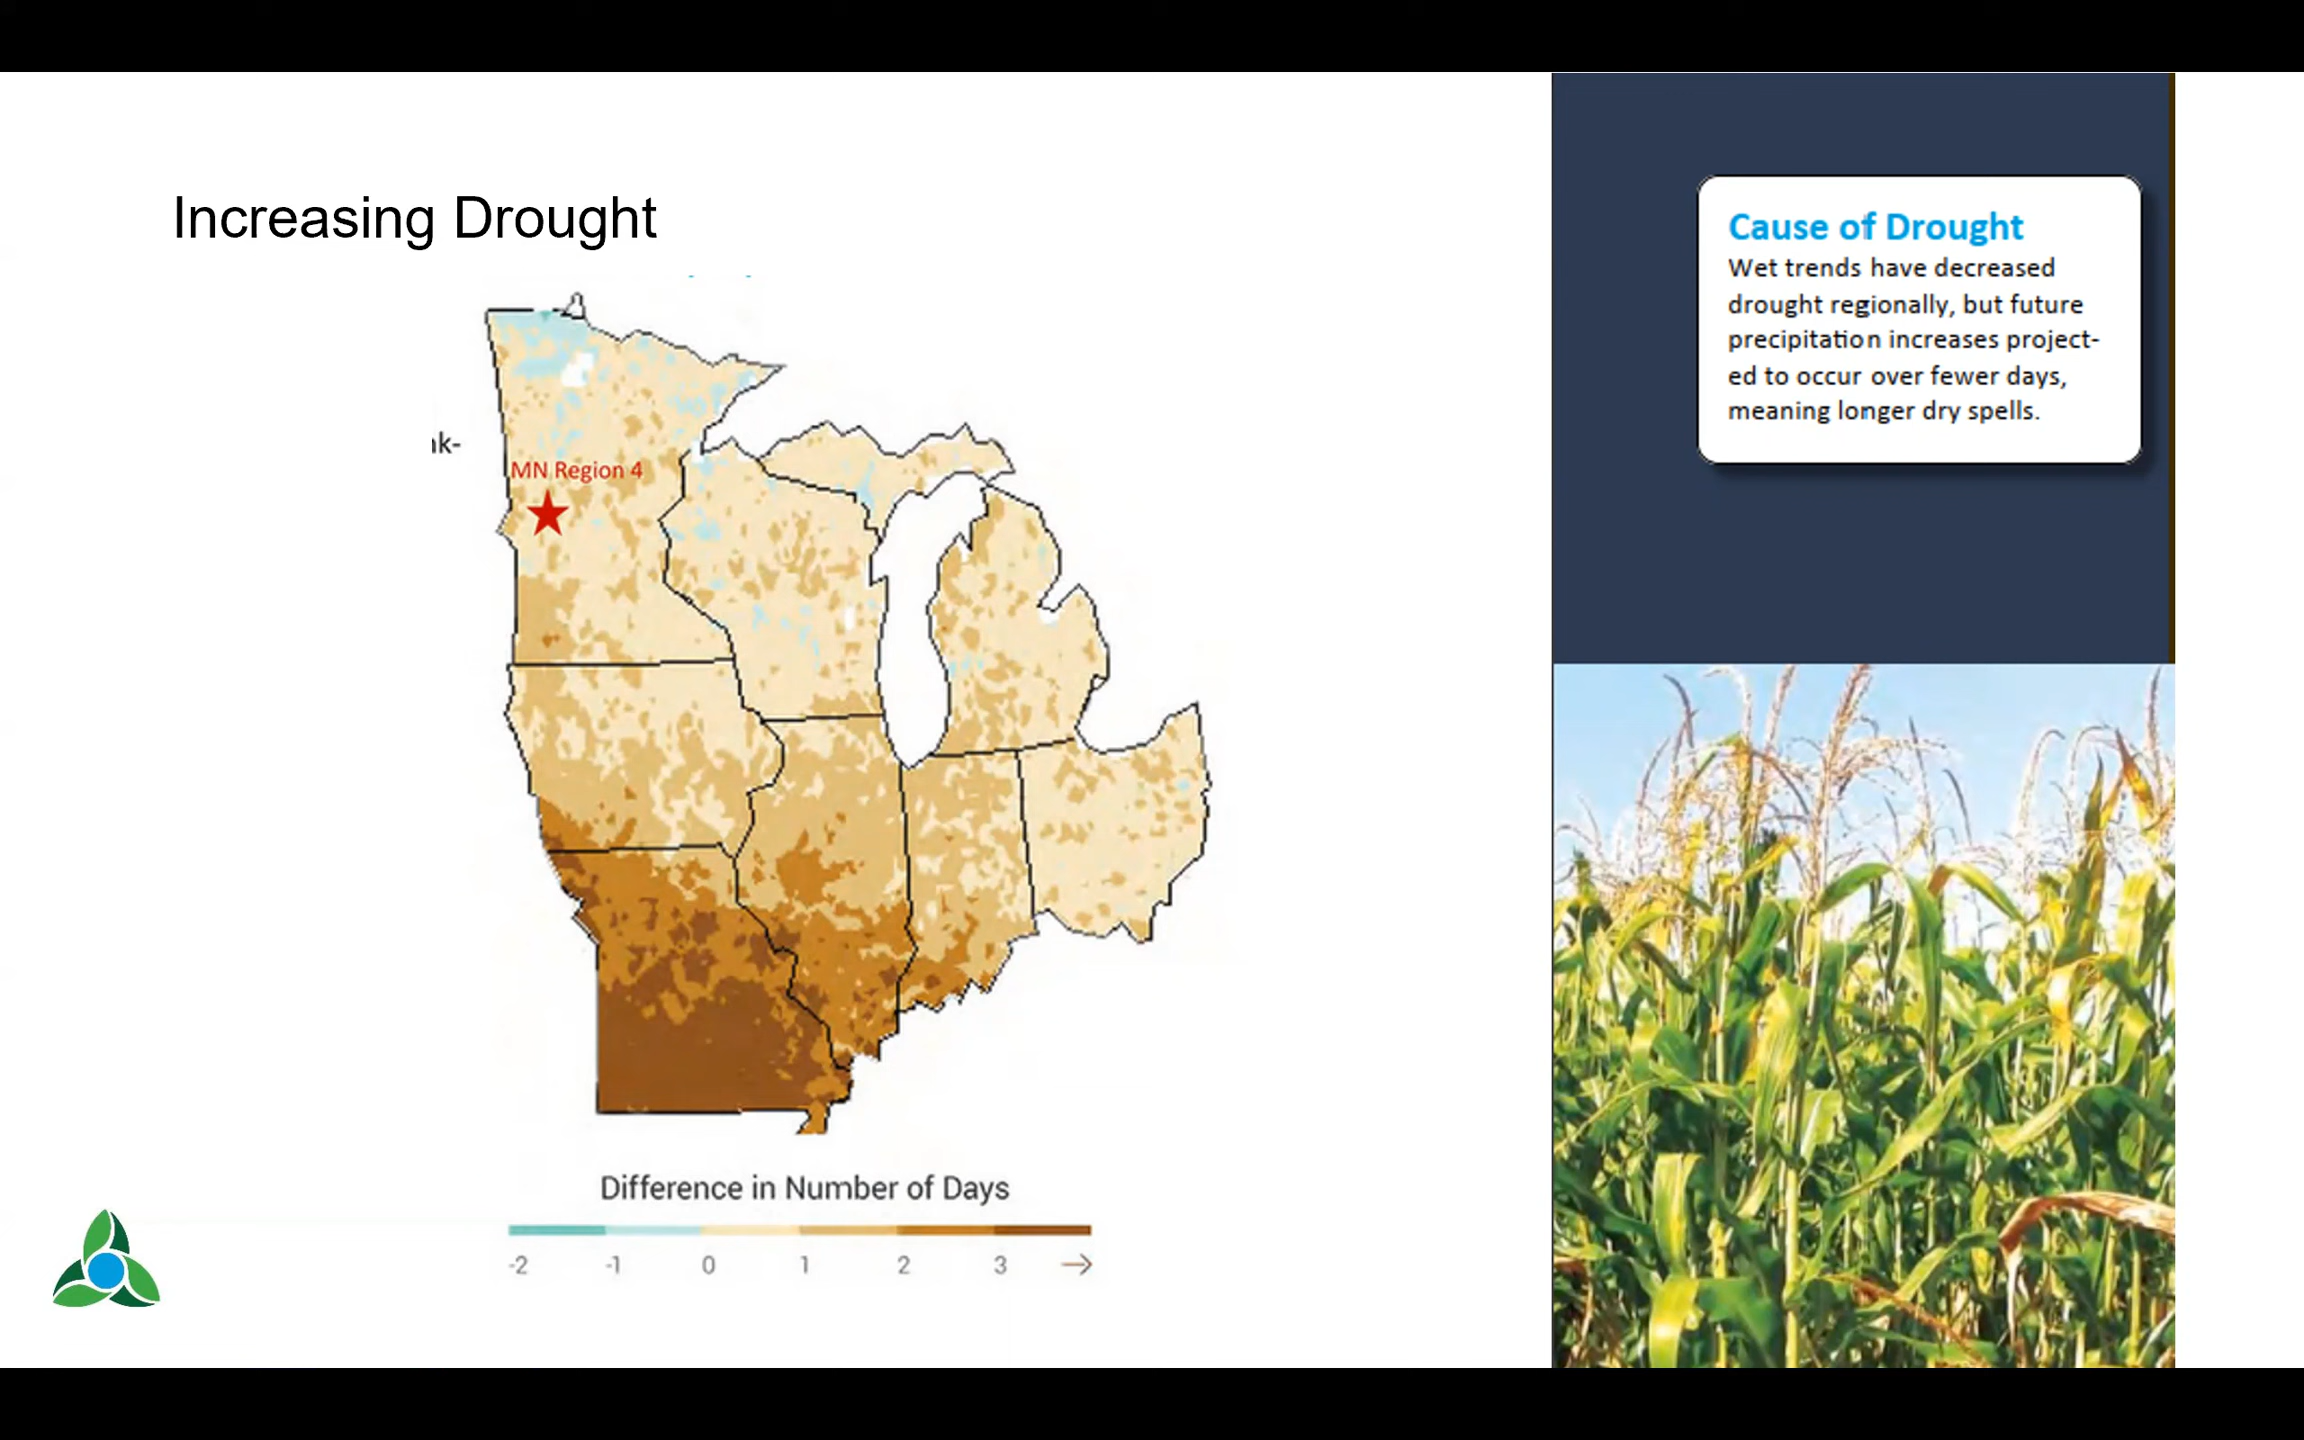 Increasing Drought
Cause of Drought
Wet trends have decreased
drought regionally, but future
precipitation increases project-
ed to occur over fewer days,
meaning longer dry spells.
nk-
MN Region 4
Difference in Number of Days
-2 -1 0 1 2 3 →